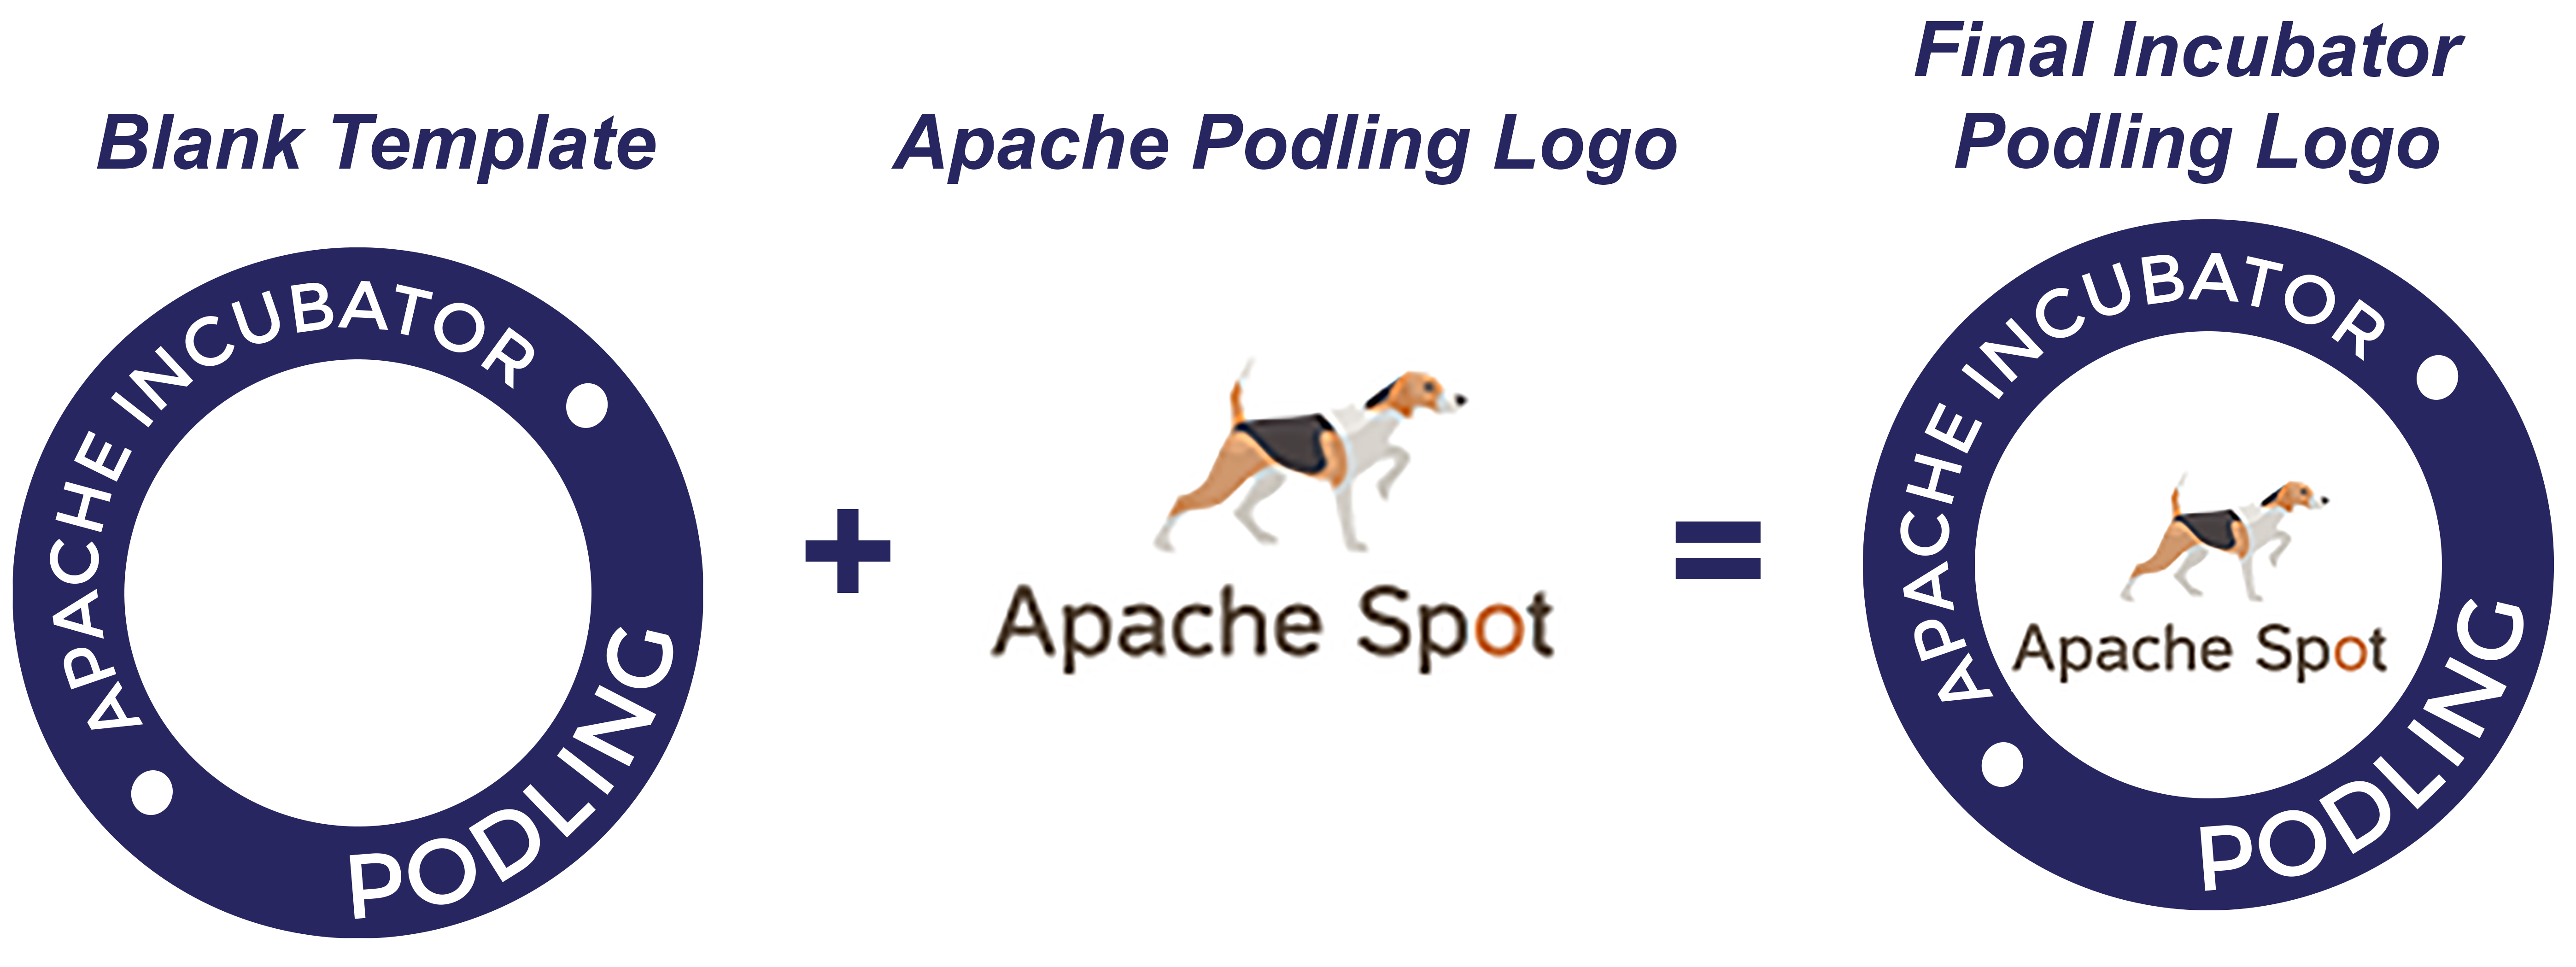 Blank Template
Apache Podling Logo
Final Incubator
Podling Logo
APACHE INCUBATOR
PODLING
+
Apache Spot
=
APACHE INCUBATOR
Apache Spot
PODLING